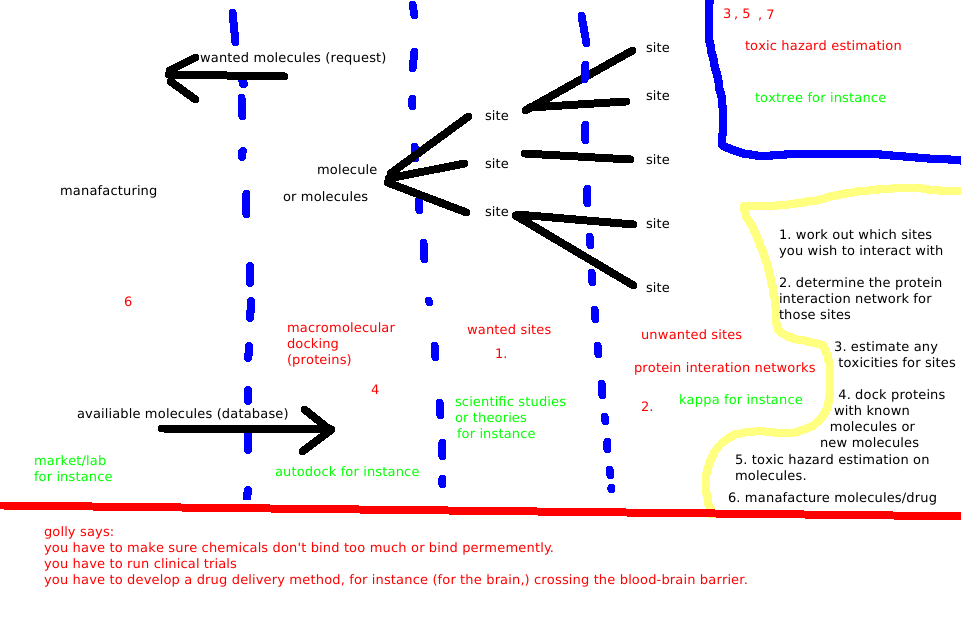 3 , 5 , 7
toxic hazard estimation
toxtree for instance
wanted molecules (request)
site
site
site
site
site
site
site
site
molecule
or molecules
manafacturing
6
macromolecular
docking
(proteins)
4
wanted sites
1.
unwanted sites
protein interation networks
2.
kappa for instance
scientific studies
or theories
for instance
availiable molecules (database)
market/lab
for instance
autodock for instance
1. work out which sites
you wish to interact with
2. determine the protein
interaction network for
those sites
3. estimate any
toxicities for sites
4. dock proteins
with known
molecules or
new molecules
5. toxic hazard estimation on
molecules.
6. manafacture molecules/drug
golly says:
you have to make sure chemicals don't bind too much or bind permemently.
you have to run clinical trials
you have to develop a drug delivery method, for instance (for the brain,) crossing the blood-brain barrier.